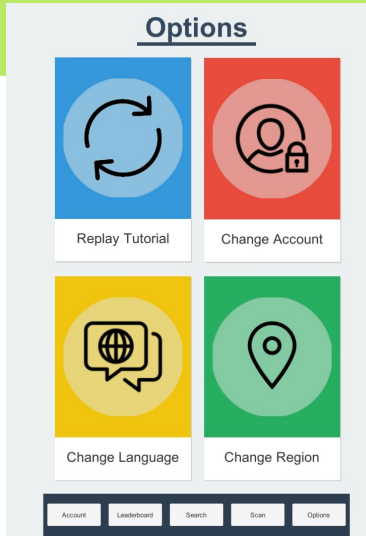 Options
Replay Tutorial
Change Account
Change Language
Change Region
Account
Leaderboard
Search
Scan
Options